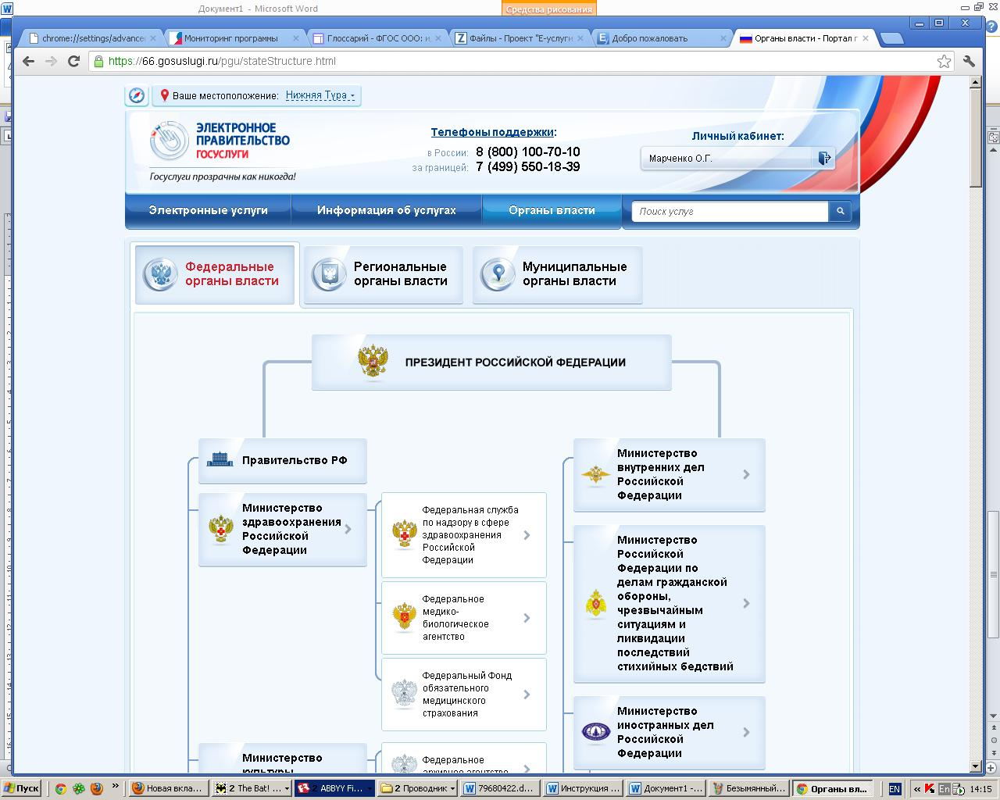 Документ1 - Microsoft Word
Средства рисования
chrome://settings/advance
Мониторинг программы
Глоссарий - ФГОС ООО: и
Файлы - Проект "Е-услуги
Добро пожаловать
Органы власти - Портал г
https://66.gosuslugi.ru/pgu/stateStructure.html
Ваше местоположение: Нижняя Тура
ЭЛЕКТРОННОЕ
ПРАВИТЕЛЬСТВО
ГОСУСЛУГИ
Госуслуги прозрачны как никогда!
Телефоны поддержки:
в России: 8 (800) 100-70-10
за границей: 7 (499) 550-18-39
Личный кабинет:
Марченко О.Г.
Электронные услуги
Информация об услугах
Органы власти
Поиск услуг
Федеральные
органы власти
Региональные
органы власти
Муниципальные
органы власти
ПРЕЗИДЕНТ РОССИЙСКОЙ ФЕДЕРАЦИИ
Правительство РФ
Министерство
здравоохранения
Российской
Федерации
Федеральная служба
по надзору в сфере
здравоохранения
Российской
Федерации
Федеральное
медико-
биологическое
агентство
Федеральный Фонд
обязательного
медицинского
страхования
Министерство
культуры
Федеральное
архивное агентство
Министерство
внутренних дел
Российской
Федерации
Министерство
Российской
Федерации по
делам гражданской
обороны,
чрезвычайным
ситуациям и
ликвидации
последствий
стихийных бедствий
Министерство
иностранных дел
Российской
Федерации
Пуск
Новая вкла...
2 The Bat! ...
2 ABBYY Fi...
2 Проводник
79680422.d...
Инструкция ...
Документ1 -...
Безымянный...
Органы вл...
EN
En
14:15